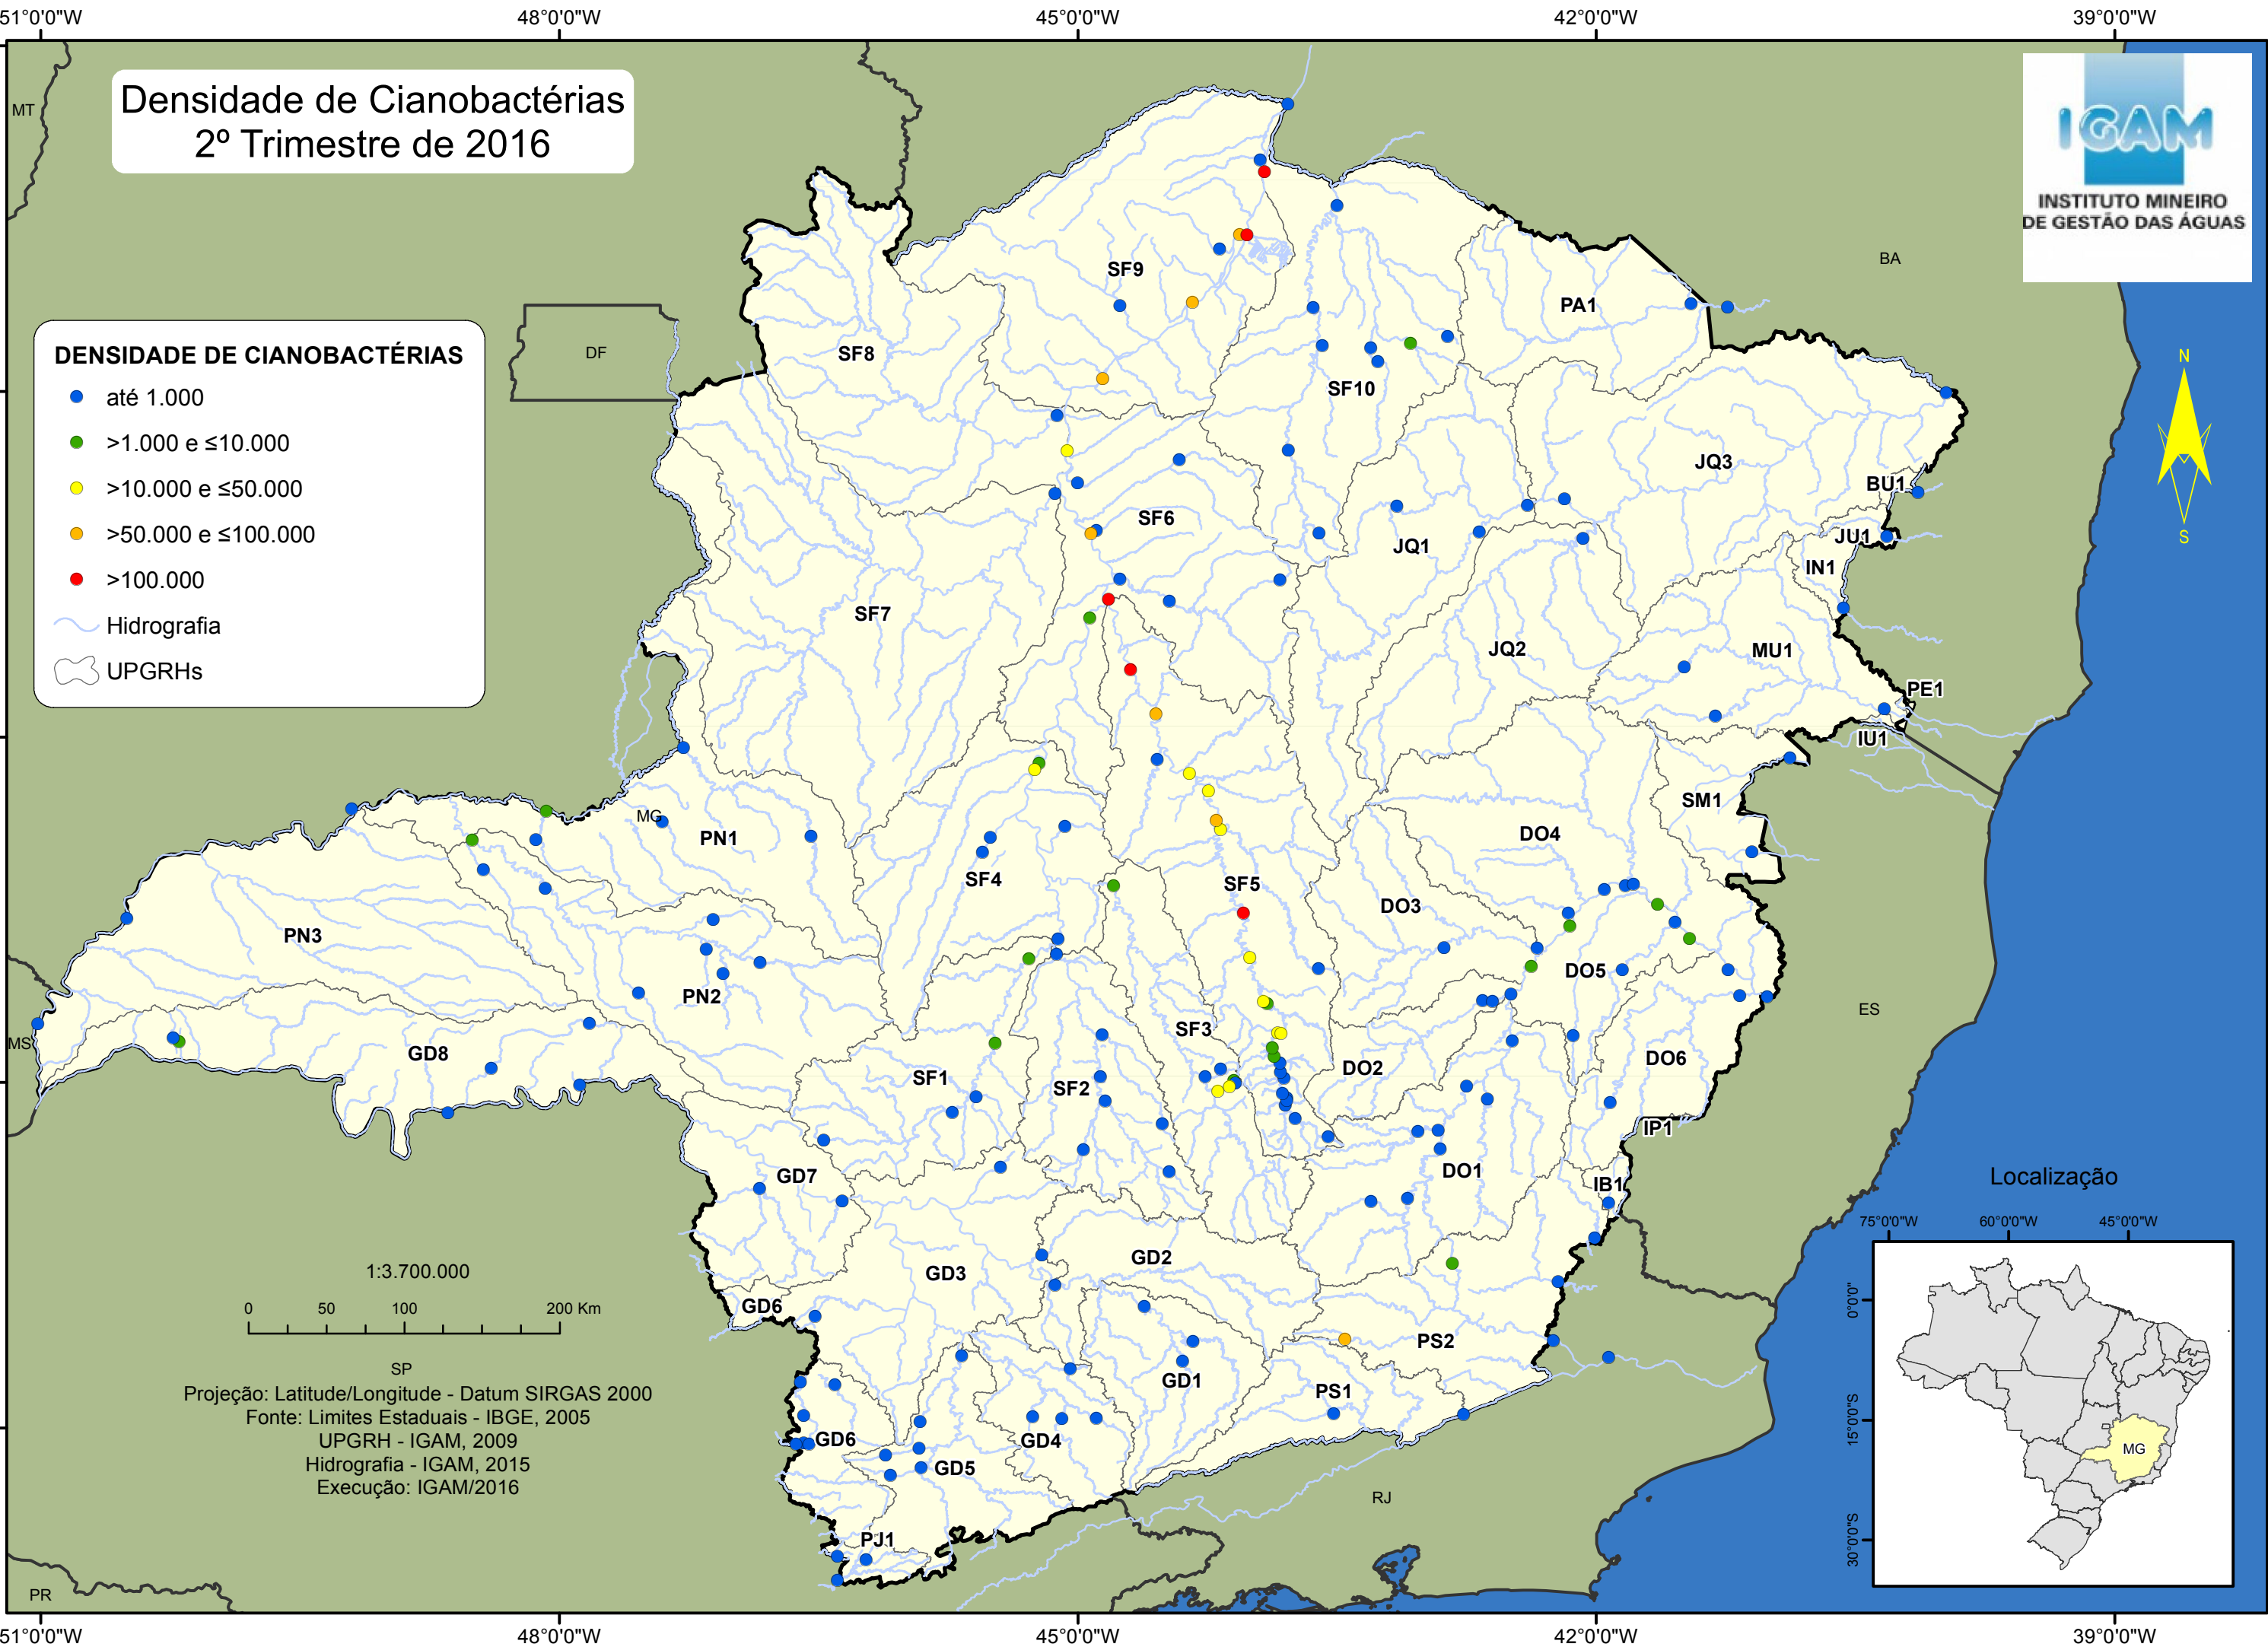 51°0'0"W
48°0'0"W
45°0'0"W
42°0'0"W
39°0'0"W
Densidade de Cianobactérias
2º Trimestre de 2016
IGAM
INSTITUTO MINEIRO
DE GESTÃO DAS ÁGUAS
MT
BA
DF
MG
MS
ES
SP
RJ
PR
DENSIDADE DE CIANOBACTÉRIAS
até 1.000
>1.000 e ≤10.000
>10.000 e ≤50.000
>50.000 e ≤100.000
>100.000
Hidrografia
UPGRHs
N
S
SF9
PA1
SF8
SF10
JQ3
BU1
SF6
JU1
JQ1
IN1
SF7
JQ2
MU1
PE1
IU1
SM1
PN1
DO4
SF4
SF5
DO3
PN3
DO5
PN2
SF3
GD8
DO6
DO2
SF1
SF2
IP1
DO1
GD7
IB1
GD2
GD3
GD6
PS2
GD1
PS1
GD6
GD4
GD5
PJ1
1:3.700.000
0 50 100 200 Km
Projeção: Latitude/Longitude - Datum SIRGAS 2000
Fonte: Limites Estaduais - IBGE, 2005
UPGRH - IGAM, 2009
Hidrografia - IGAM, 2015
Execução: IGAM/2016
Localização
75°0'0"W
60°0'0"W
45°0'0"W
0°0'0"
15°0'0"S
30°0'0"S
MG
51°0'0"W
48°0'0"W
45°0'0"W
42°0'0"W
39°0'0"W